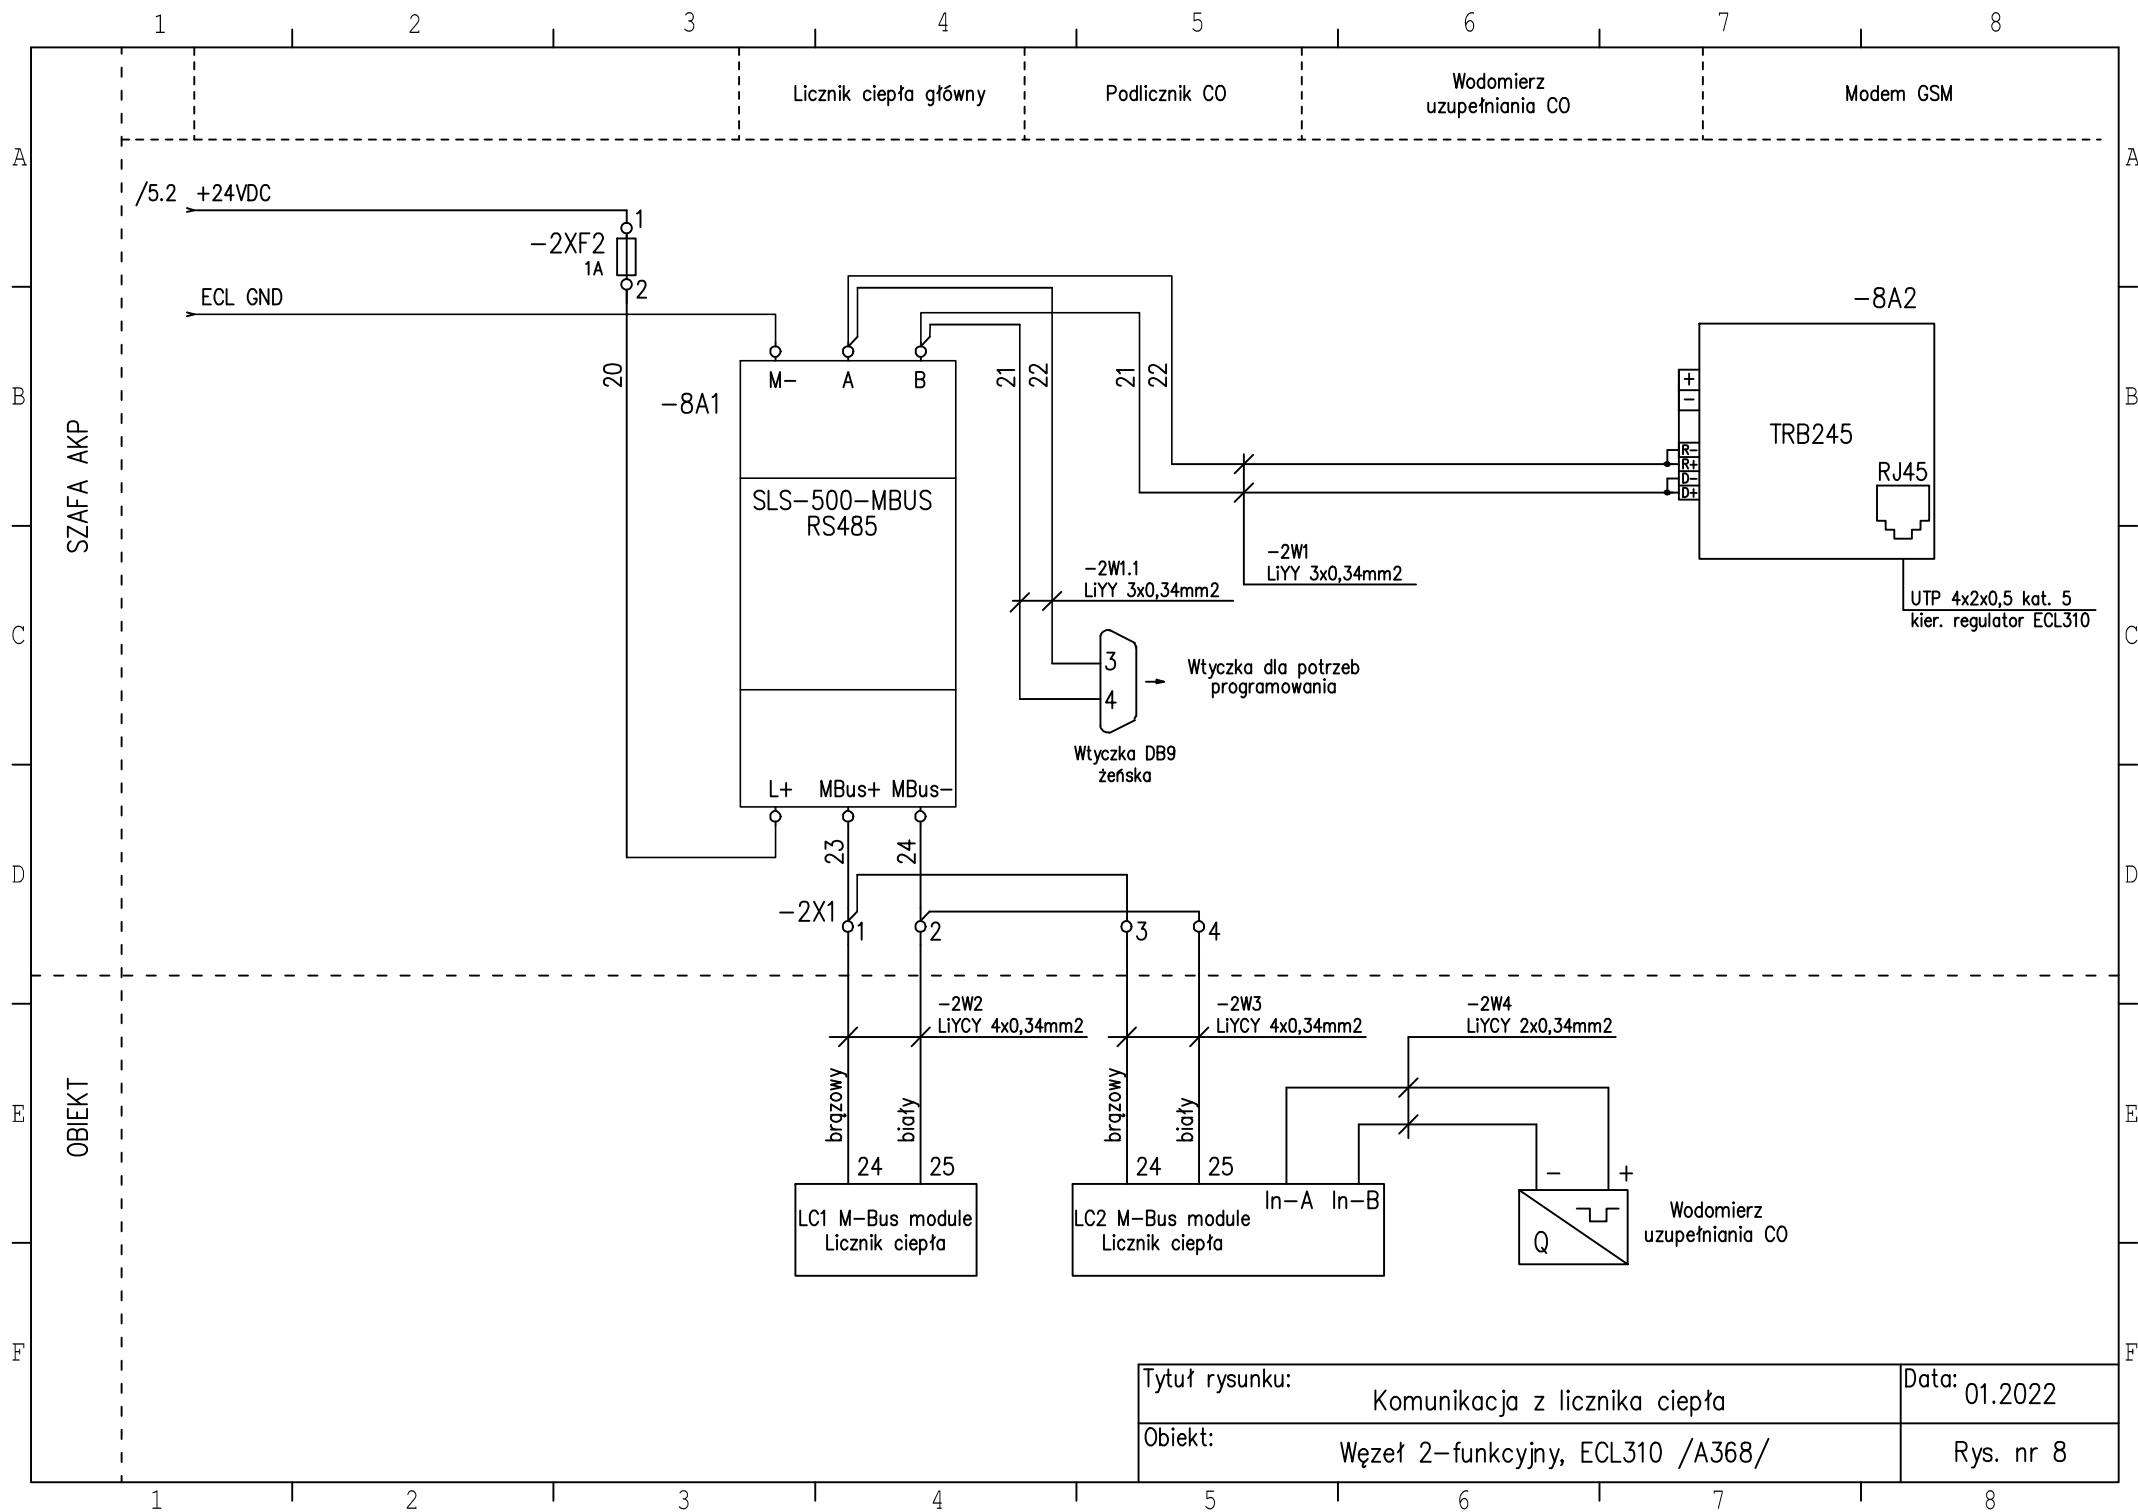 1 2 3 4 5 6 7 8
Licznik ciepła główny
Podlicznik CO
Wodomierz
uzupełniania CO
Modem GSM
A
A
/5.2 +24VDC
1
-2XF2
1A
2
ECL GND
-8A2
20
M- A B
21
22
21
22
+
-
B
B
-8A1
TRB245
R-
R+
D-
D+
RJ45
SZAFA AKP
SLS-500-MBUS
RS485
-2W1
LiYY 3x0,34mm2
-2W1.1
LiYY 3x0,34mm2
UTP 4x2x0,5 kat. 5
kier. regulator ECL310
C
C
3
4
Wtyczka dla potrzeb
programowania
Wtyczka DB9
żeńska
L+ MBus+ MBus-
23
24
D
D
-2X1
1
2
3
4
-2W2
LiYCY 4x0,34mm2
-2W3
LiYCY 4x0,34mm2
-2W4
LiYCY 2x0,34mm2
OBIEKT
brązowy
biały
brązowy
biały
E
E
24
25
24
25
- +
In-A In-B
LC1 M-Bus module
Licznik ciepła
LC2 M-Bus module
Licznik ciepła
Q
Wodomierz
uzupełniania CO
F
F
Tytuł rysunku:
Komunikacja z licznika ciepła
Data:
01.2022
Obiekt:
Węzeł 2-funkcyjny, ECL310 /A368/
Rys. nr 8
1 2 3 4 5 6 7 8